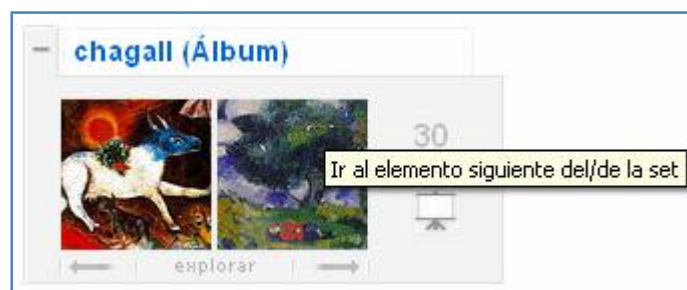 chagall (Álbum)
30
Ir al elemento siguiente del/de la set
explorar